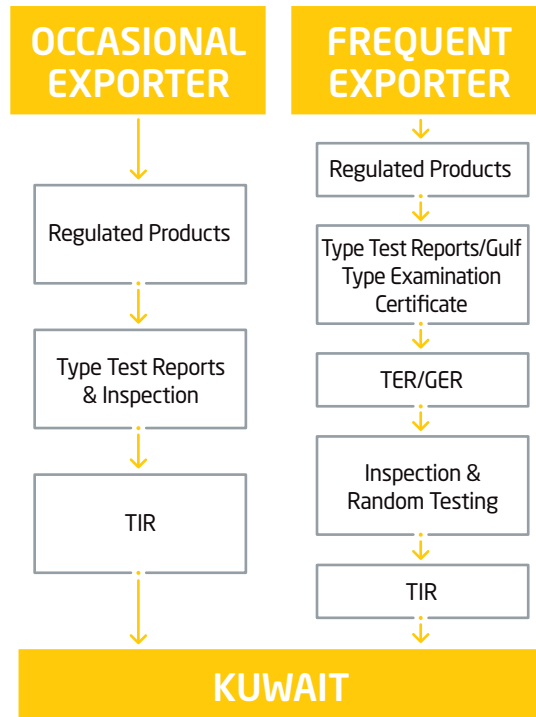 OCCASIONAL
EXPORTER
Regulated Products
Type Test Reports
& Inspection
TIR
FREQUENT
EXPORTER
Regulated Products
Type Test Reports/Gulf
Type Examination
Certificate
TER/GER
Inspection &
Random Testing
TIR
KUWAIT